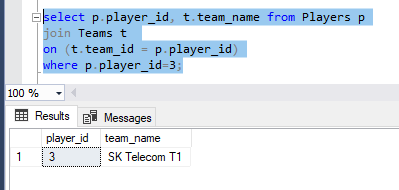 select p.player_id, t.team_name from Players p
join Teams t
on (t.team_id = p.player_id)
where p.player_id=3;
100 %
Results Messages
player_id team_name
1 3 SK Telecom T1